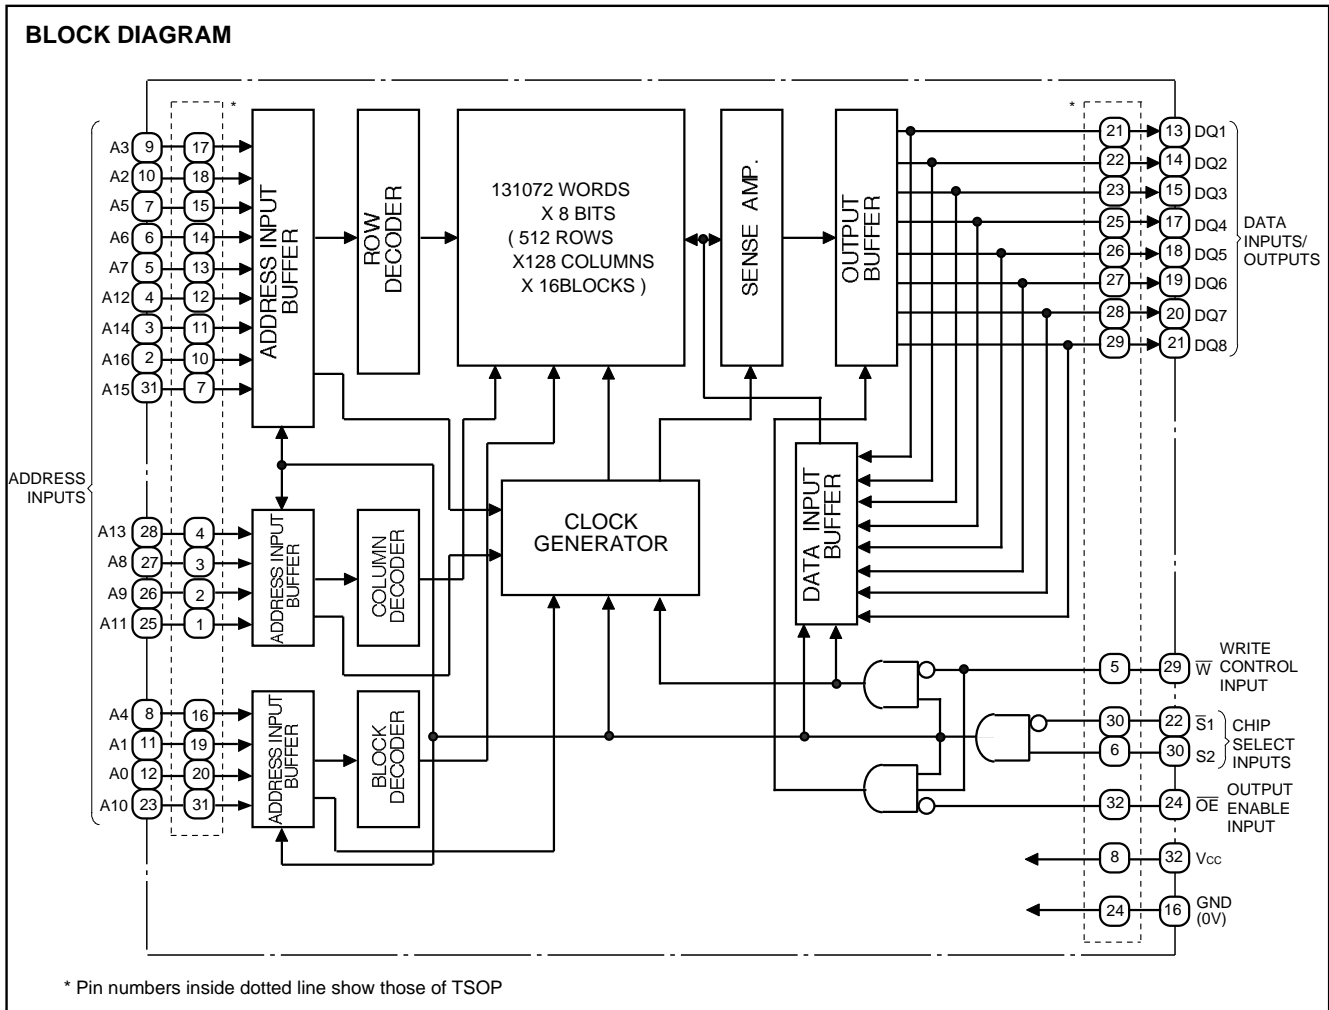 BLOCK DIAGRAM
*
*
ADDRESS
INPUTS
A3 9 17
A2 10 18
A5 7 15
A6 6 14
A7 5 13
A12 4 12
A14 3 11
A16 2 10
A15 31 7
A13 28 4
A8 27 3
A9 26 2
A11 25 1
A4 8 16
A1 11 19
A0 12 20
A10 23 31
ADDRESS INPUT
BUFFER
ROW
DECODER
131072 WORDS
X 8 BITS
( 512 ROWS
X128 COLUMNS
X 16BLOCKS )
SENSE AMP.
OUTPUT
BUFFER
21 13 DQ1
22 14 DQ2
23 15 DQ3
25 17 DQ4
26 18 DQ5
27 19 DQ6
28 20 DQ7
29 21 DQ8
DATA
INPUTS/
OUTPUTS
ADDRESS INPUT
BUFFER
COLUMN
DECODER
CLOCK
GENERATOR
DATA INPUT
BUFFER
ADDRESS INPUT
BUFFER
BLOCK
DECODER
5 29 W̅
WRITE
CONTROL
INPUT
30 22 S̅1
6 30 S2
CHIP
SELECT
INPUTS
32 24 O̅E̅
OUTPUT
ENABLE
INPUT
8 32 Vcc
24 16 GND
(0V)
* Pin numbers inside dotted line show those of TSOP